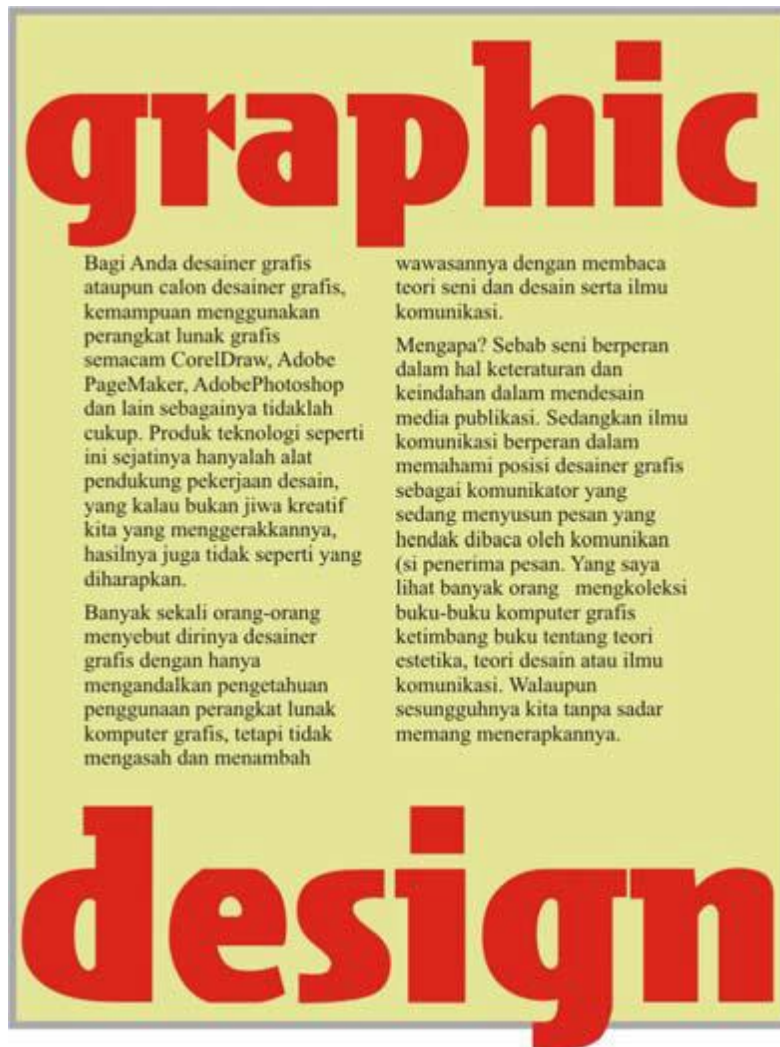 graphic
Bagi Anda desainer grafis
ataupun calon desainer grafis,
kemampuan menggunakan
perangkat lunak grafis
semacam CorelDraw, Adobe
PageMaker, AdobePhotoshop
dan lain sebagainya tidaklah
cukup. Produk teknologi seperti
ini sejatinya hanyalah alat
pendukung pekerjaan desain,
yang kalau bukan jiwa kreatif
kita yang menggerakkannya,
hasilnya juga tidak seperti yang
diharapkan.
Banyak sekali orang-orang
menyebut dirinya desainer
grafis dengan hanya
mengandalkan pengetahuan
penggunaan perangkat lunak
komputer grafis, tetapi tidak
mengasah dan menambah
wawasannya dengan membaca
teori seni dan desain serta ilmu
komunikasi.
Mengapa? Sebab seni berperan
dalam hal keteraturan dan
keindahan dalam mendesain
media publikasi. Sedangkan ilmu
komunikasi berperan dalam
memahami posisi desainer grafis
sebagai komunikator yang
sedang menyusun pesan yang
hendak dibaca oleh komunikan
(si penerima pesan. Yang saya
lihat banyak orang   mengkoleksi
buku-buku komputer grafis
ketimbang buku tentang teori
estetika, teori desain atau ilmu
komunikasi. Walaupun
sesungguhnya kita tanpa sadar
memang menerapkannya.
design